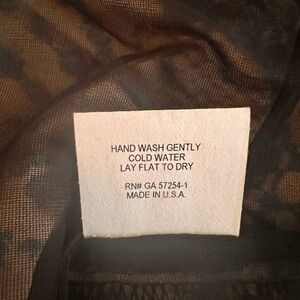 HAND WASH GENTLY
COLD WATER
LAY FLAT TO DRY
RN# GA 57254-1
MADE IN U.S.A.